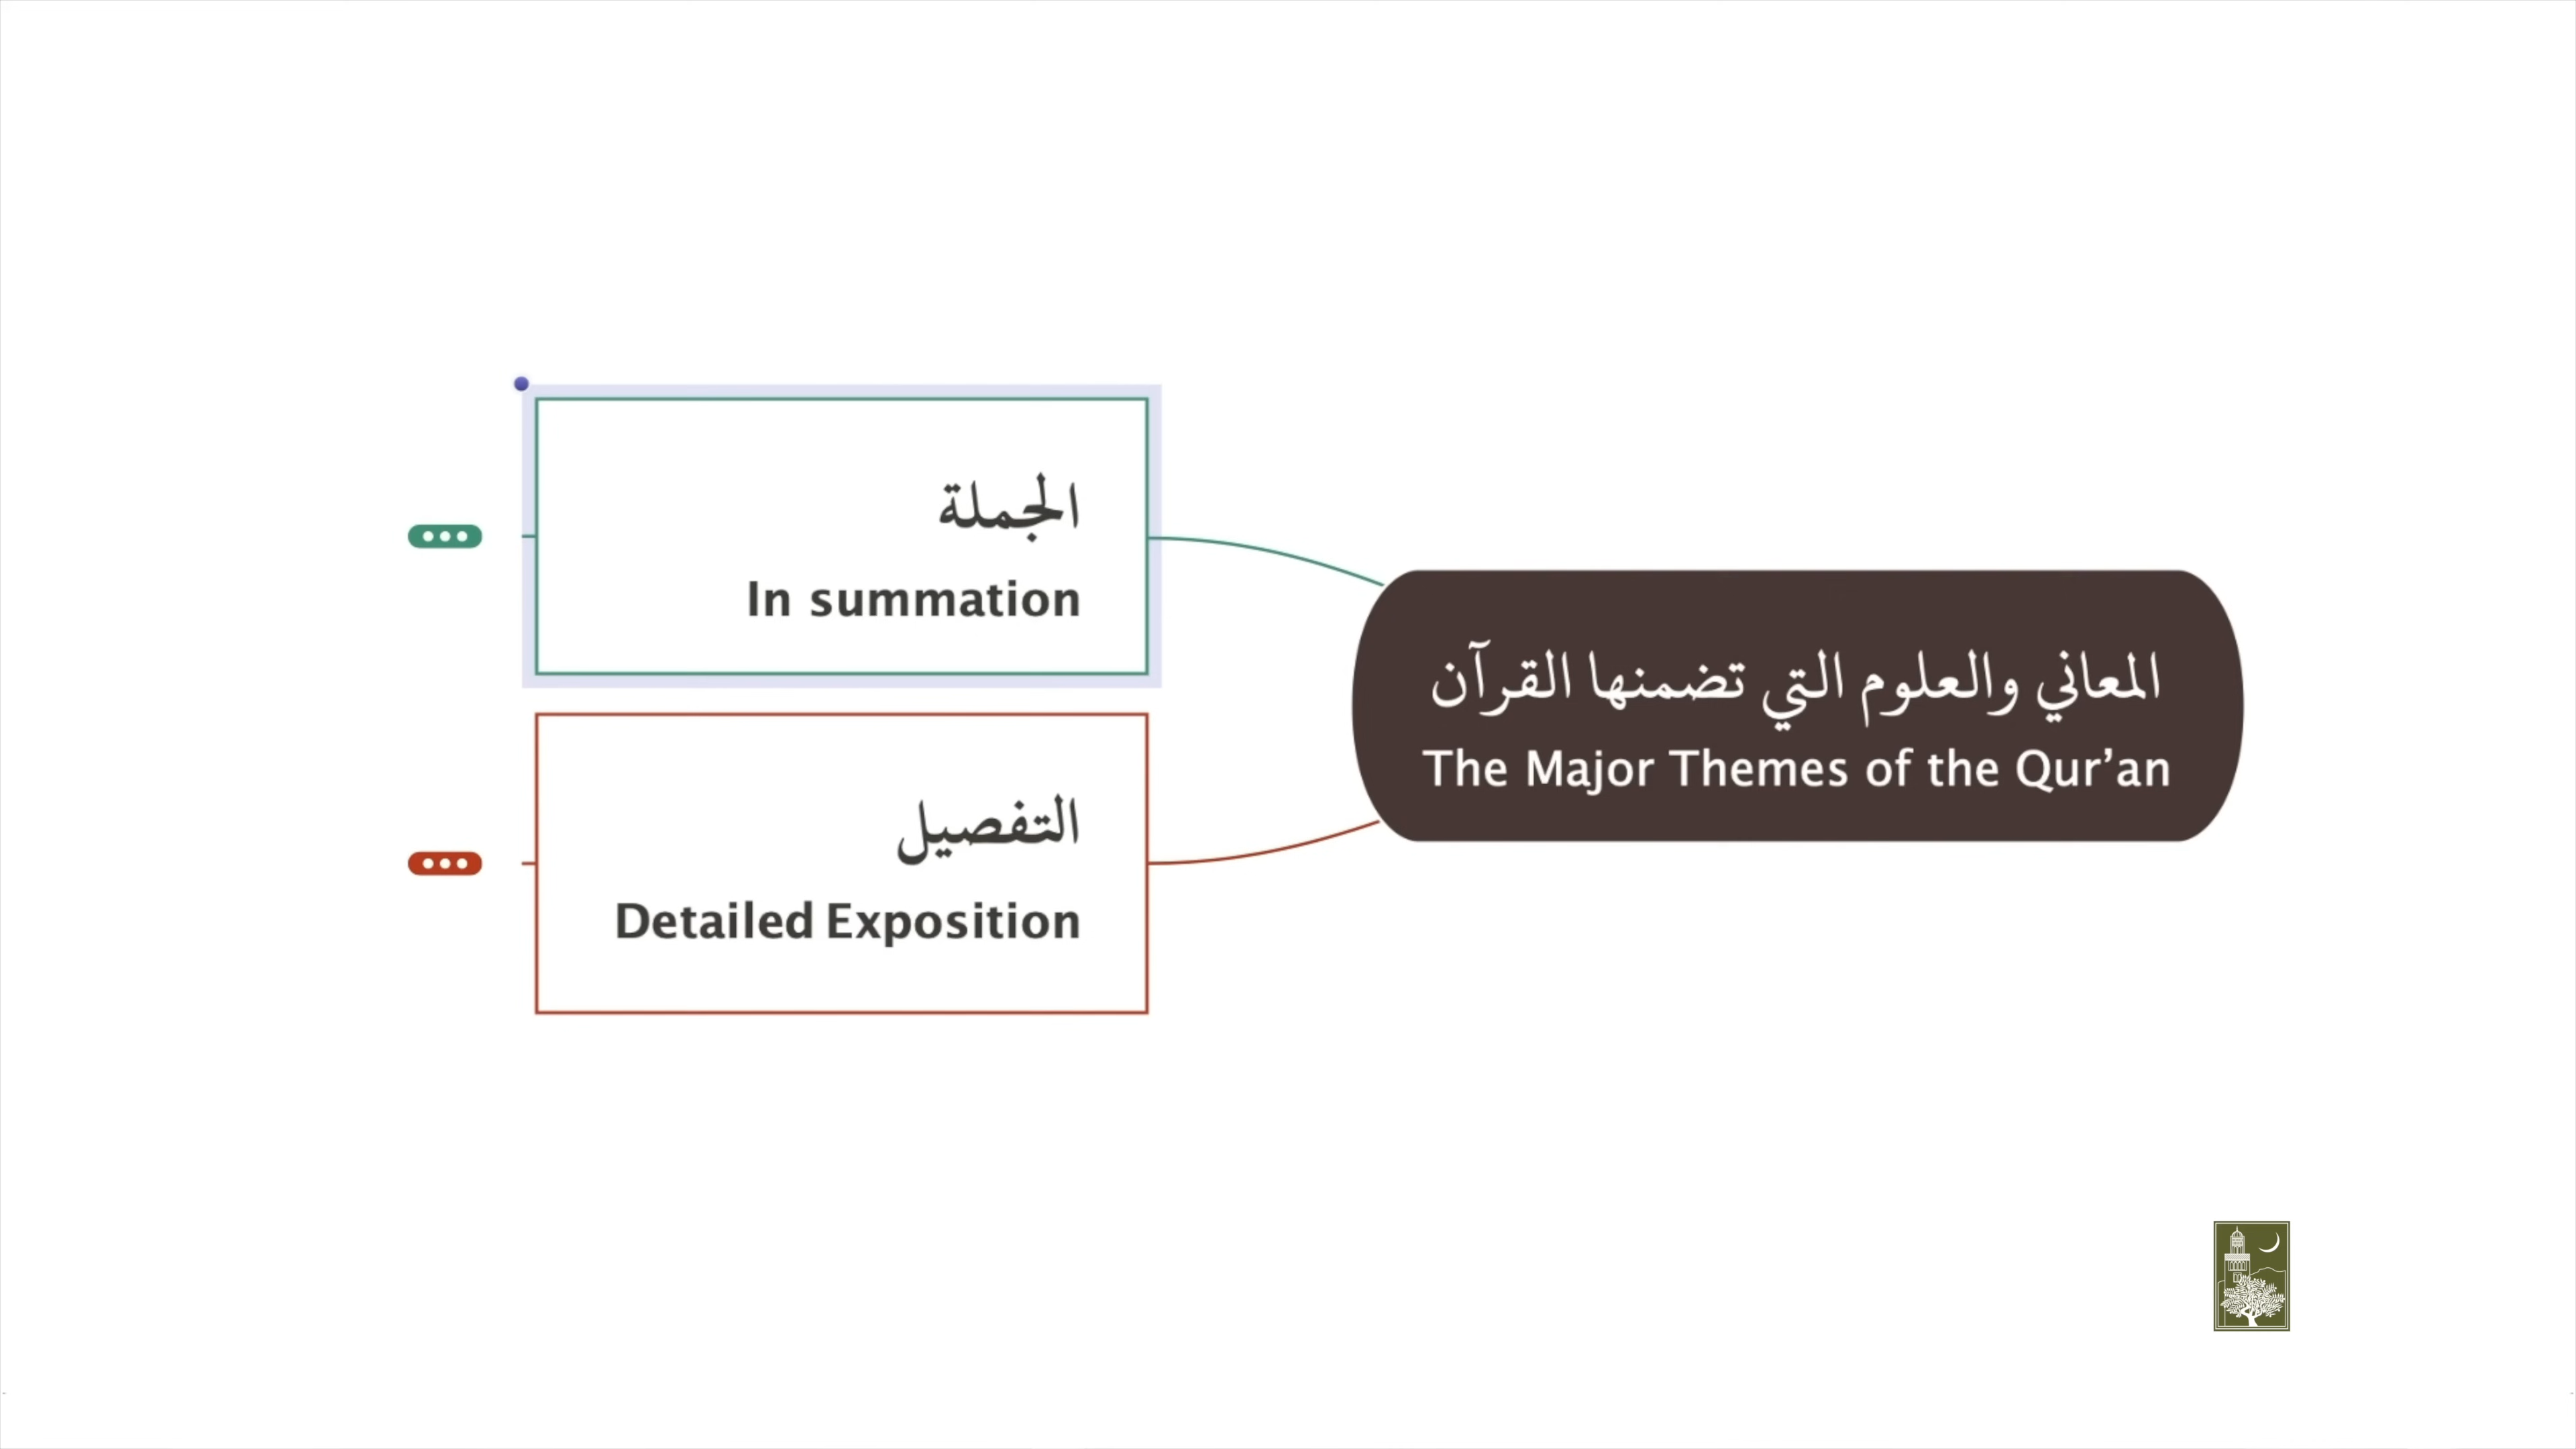 المعاني والعلوم التي تضمنها القرآن
The Major Themes of the Qur’an
الجملة
In summation
التفصيل
Detailed Exposition